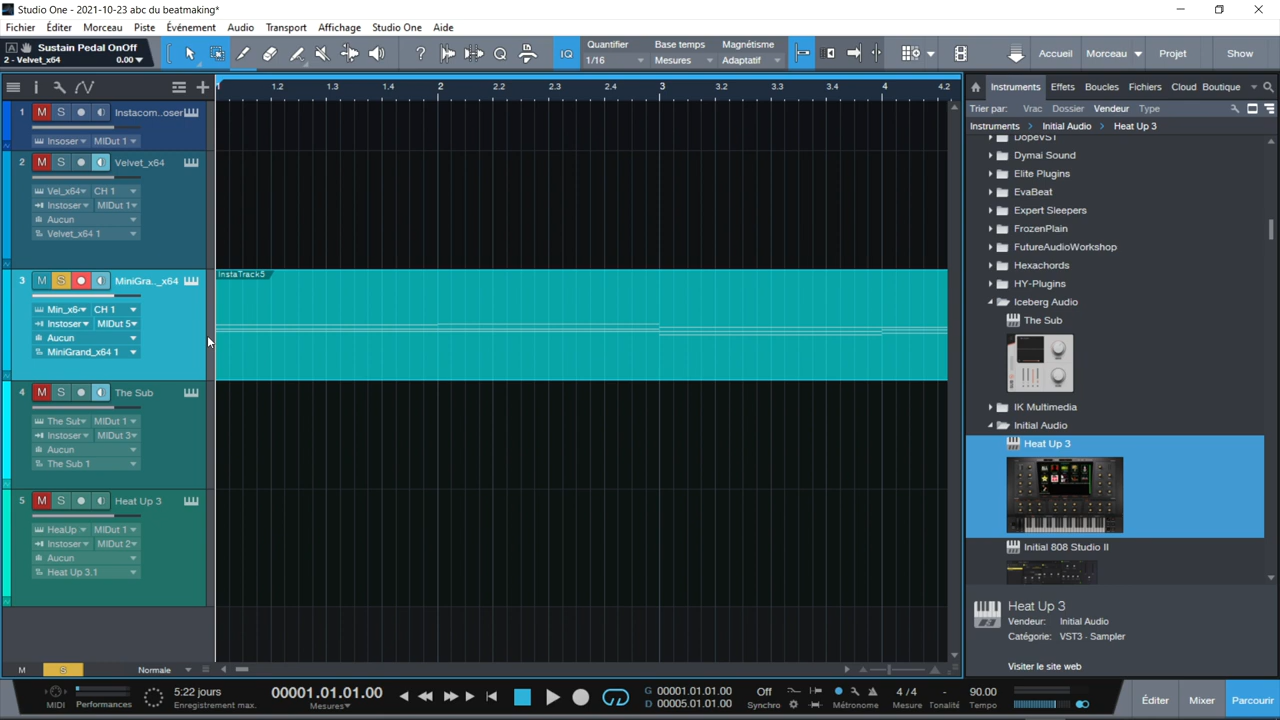 Studio One - 2021-10-23 abc du beatmaking*
Fichier Éditer Morceau Piste Événement Audio Transport Affichage Studio One Aide
Sustain Pedal OnOff
2 - Velvet_x64 0.00
IQ
Quantifier Base temps Magnétisme
1/16 Mesures Adaptatif
Accueil Morceau Projet Show
1 1.2 1.3 1.4 2 2.2 2.3 2.4 3 3.2 3.3 3.4 4 4.2
Instruments Effets Boucles Fichiers Cloud Boutique
Trier par: Vrac Dossier Vendeur Type
Instruments Initial Audio Heat Up 3
1 M S Instacom..oser
Insoser MIDut 1
2 M S Velvet_x64
Vel_x64 CH 1
Instoser MIDut 1
Aucun
Velvet_x64 1
3 M S MiniGra.._x64
Min_x6 CH 1
Instoser MIDut 5
Aucun
MiniGrand_x64 1
InstaTrack5
4 M S The Sub
The Sut MIDut 1
Instoser MIDut 3
Aucun
The Sub 1
5 M S Heat Up 3
HeaUp MIDut 1
Instoser MIDut 2
Aucun
Heat Up 3.1
DopeVST
Dymai Sound
Elite Plugins
EvaBeat
Expert Sleepers
FrozenPlain
FutureAudioWorkshop
Hexachords
HY-Plugins
Iceberg Audio
The Sub
IK Multimedia
Initial Audio
Heat Up 3
Initial 808 Studio II
Heat Up 3
Vendeur: Initial Audio
Catégorie: VST3 - Sampler
Visiter le site web
M S Normale
MIDI Performances
5:22 jours
Enregistrement max.
00001.01.01.00
Mesures
G 00001.01.01.00
D 00005.01.01.00
Off
Synchro
Métronome
4 / 4
Mesure
-
Tonalité
90.00
Tempo
Éditer Mixer Parcourir